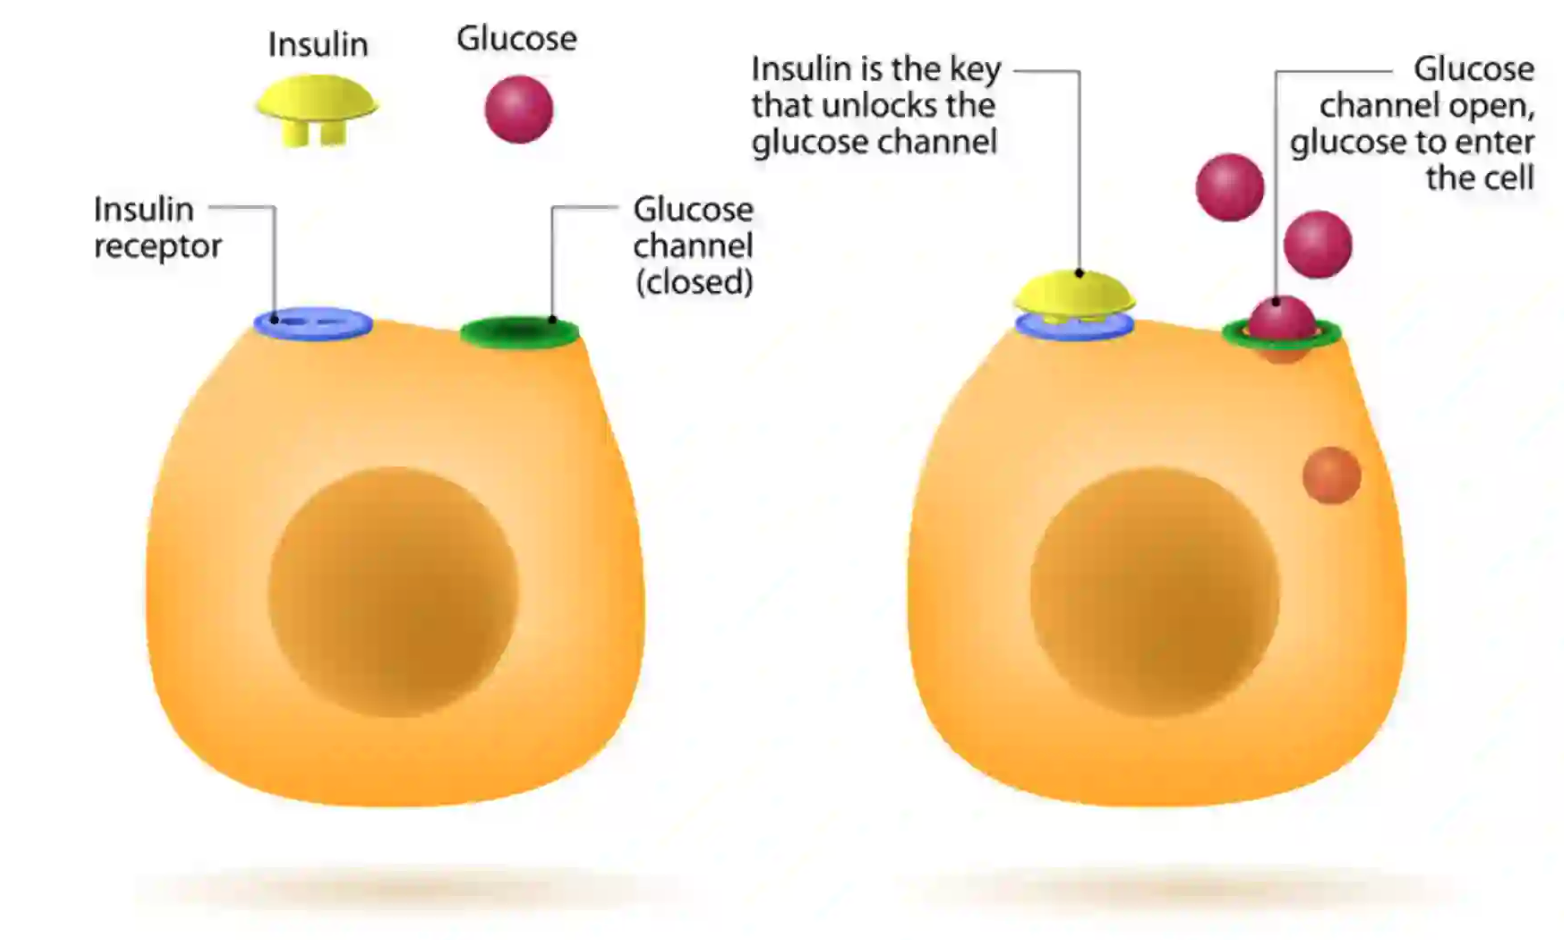 Insulin
Glucose
Insulin
receptor
Glucose
channel
(closed)
Insulin is the key
that unlocks the
glucose channel
Glucose
channel open,
glucose to enter
the cell